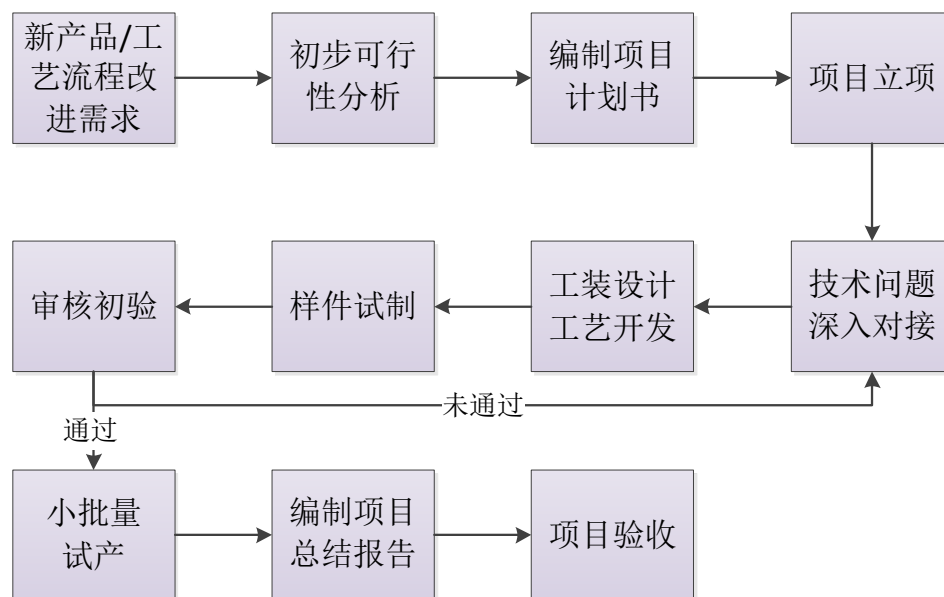 新产品/工
艺流程改
进需求
初步可行
性分析
编制项目
计划书
项目立项
技术问题
深入对接
工装设计
工艺开发
样件试制
审核初验
未通过
通过
小批量
试产
编制项目
总结报告
项目验收